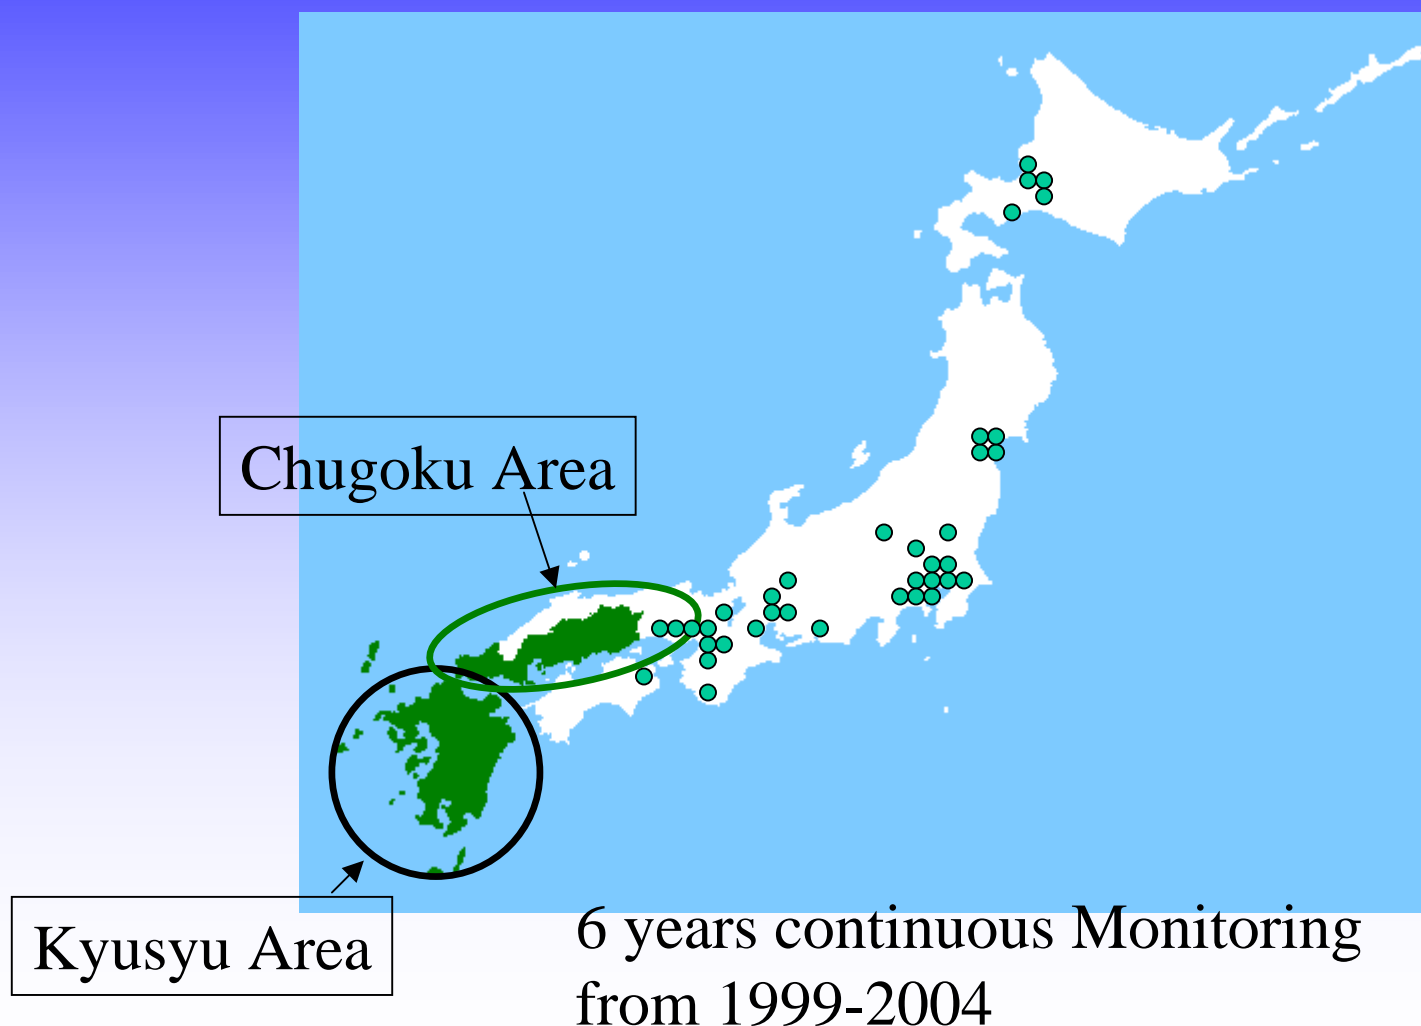 Chugoku Area
Kyusyu Area
6 years continuous Monitoring
from 1999-2004